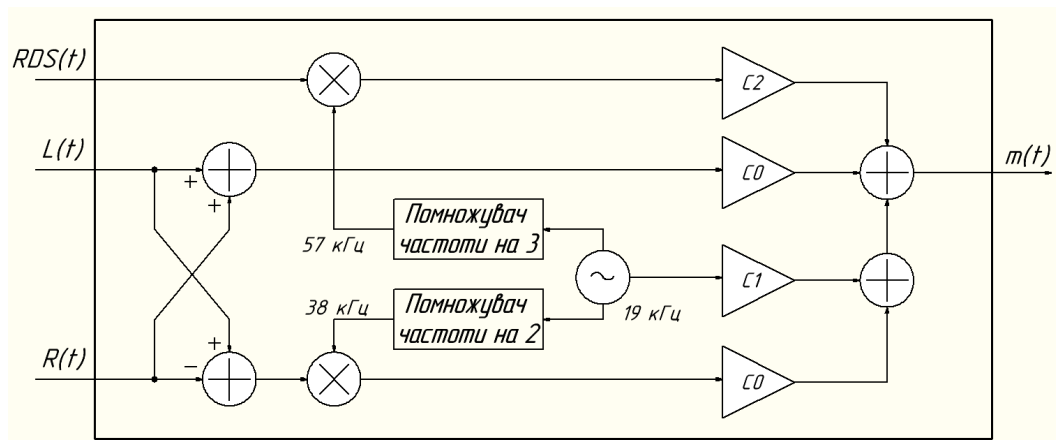 RDS(t)
C2
L(t)
m(t)
+
C0
+
Помножувач
частоти на 3
57 кГц
~
C1
38 кГц
Помножувач
частоти на 2
19 кГц
+
R(t)
−
C0